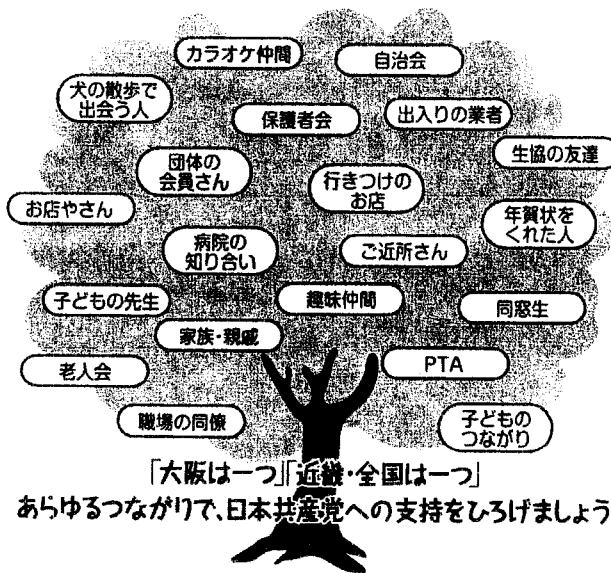 カラオケ仲間
自治会
犬の散歩で
出会う人
保護者会
出入りの業者
生協の友達
団体の
会員さん
行きつけの
お店
お店やさん
年賀状を
くれた人
病院の
知り合い
ご近所さん
子どもの先生
趣味仲間
同窓生
家族・親戚
老人会
PTA
職場の同僚
子どもの
つながり
「大阪は一つ」「近畿・全国は一つ」
あらゆるつながりで、日本共産党への支持をひろげましょう